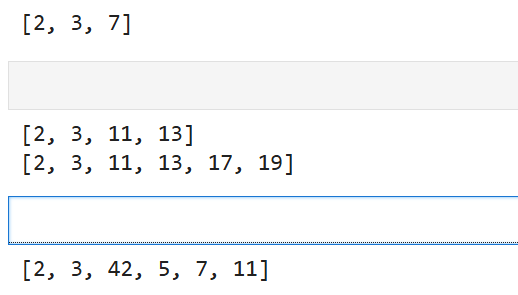 [2, 3, 7]
[2, 3, 11, 13]
[2, 3, 11, 13, 17, 19]
[2, 3, 42, 5, 7, 11]